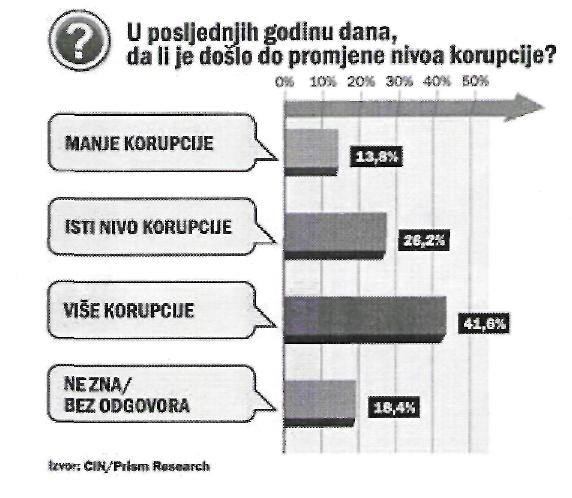 ?
U posljednjih godinu dana,
da li je došlo do promjene nivoa korupcije?
0% 10% 20% 30% 40% 50%
MANJE KORUPCIJE
13,8%
ISTI NIVO KORUPCIJE
26,2%
VIŠE KORUPCIJE
41,6%
NE ZNA/
BEZ ODGOVORA
18,4%
Izvor: CIN/Prism Research